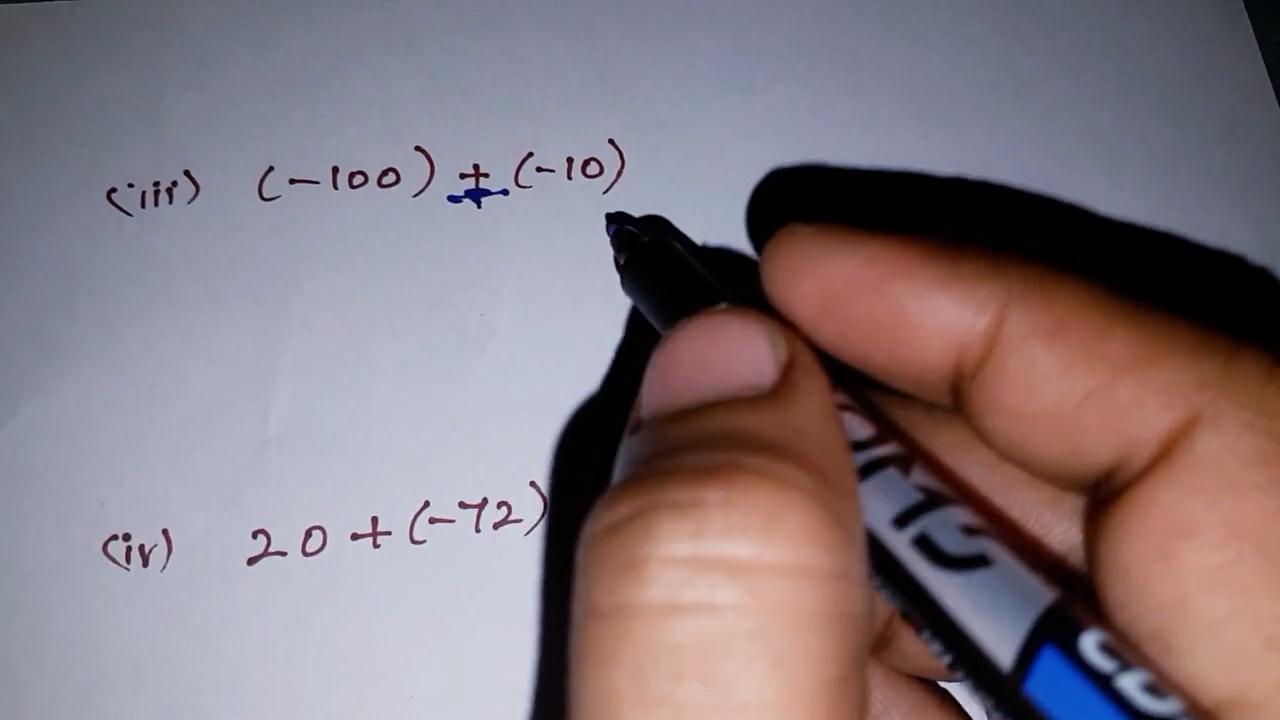 (iii) (-100) + (-10)
(iv) 20 + (-72)